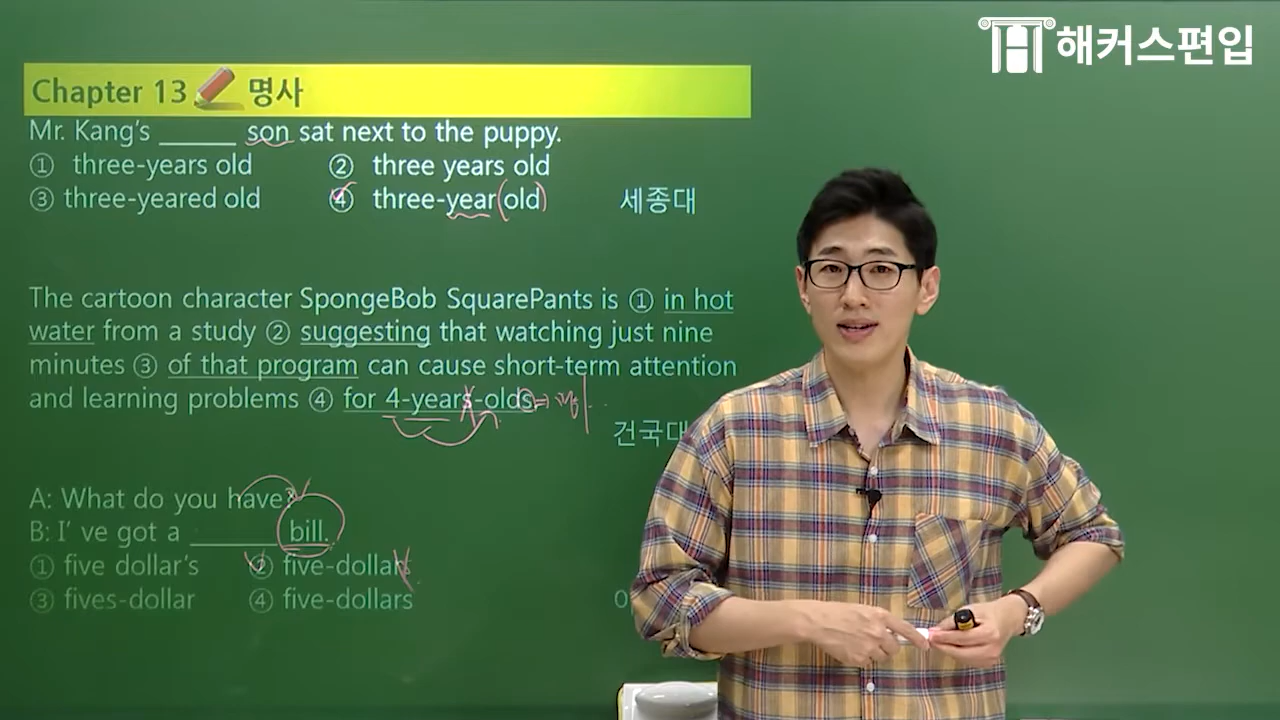 해커스편입
Chapter 13 명사
Mr. Kang's ______ son sat next to the puppy.
① three-years old ② three years old
③ three-yeared old ④ three-year old 세종대
The cartoon character SpongeBob SquarePants is ① in hot
water from a study ② suggesting that watching just nine
minutes ③ of that program can cause short-term attention
and learning problems ④ for 4-years-olds
건국대
A: What do you have?
B: I' ve got a ______ bill.
① five dollar's ② five-dollar
③ fives-dollar ④ five-dollars